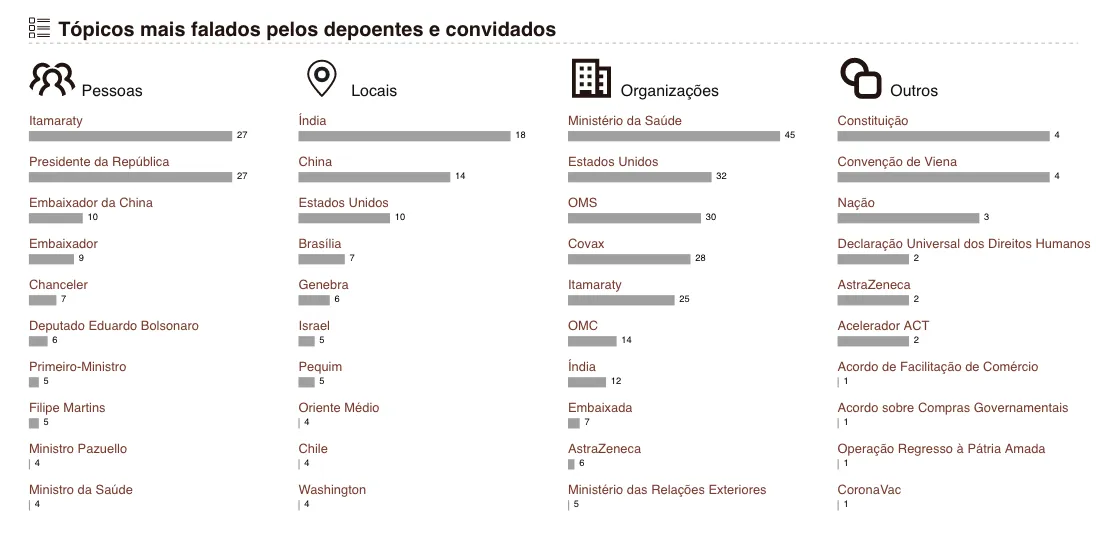 Tópicos mais falados pelos depoentes e convidados
Pessoas
Itamaraty
27
Presidente da República
27
Embaixador da China
10
Embaixador
9
Chanceler
7
Deputado Eduardo Bolsonaro
6
Primeiro-Ministro
5
Filipe Martins
5
Ministro Pazuello
4
Ministro da Saúde
4
Locais
Índia
18
China
14
Estados Unidos
10
Brasília
7
Genebra
6
Israel
5
Pequim
5
Oriente Médio
4
Chile
4
Washington
4
Organizações
Ministério da Saúde
45
Estados Unidos
32
OMS
30
Covax
28
Itamaraty
25
OMC
14
Índia
12
Embaixada
7
AstraZeneca
6
Ministério das Relações Exteriores
5
Outros
Constituição
4
Convenção de Viena
4
Nação
3
Declaração Universal dos Direitos Humanos
2
AstraZeneca
2
Acelerador ACT
2
Acordo de Facilitação de Comércio
1
Acordo sobre Compras Governamentais
1
Operação Regresso à Pátria Amada
1
CoronaVac
1